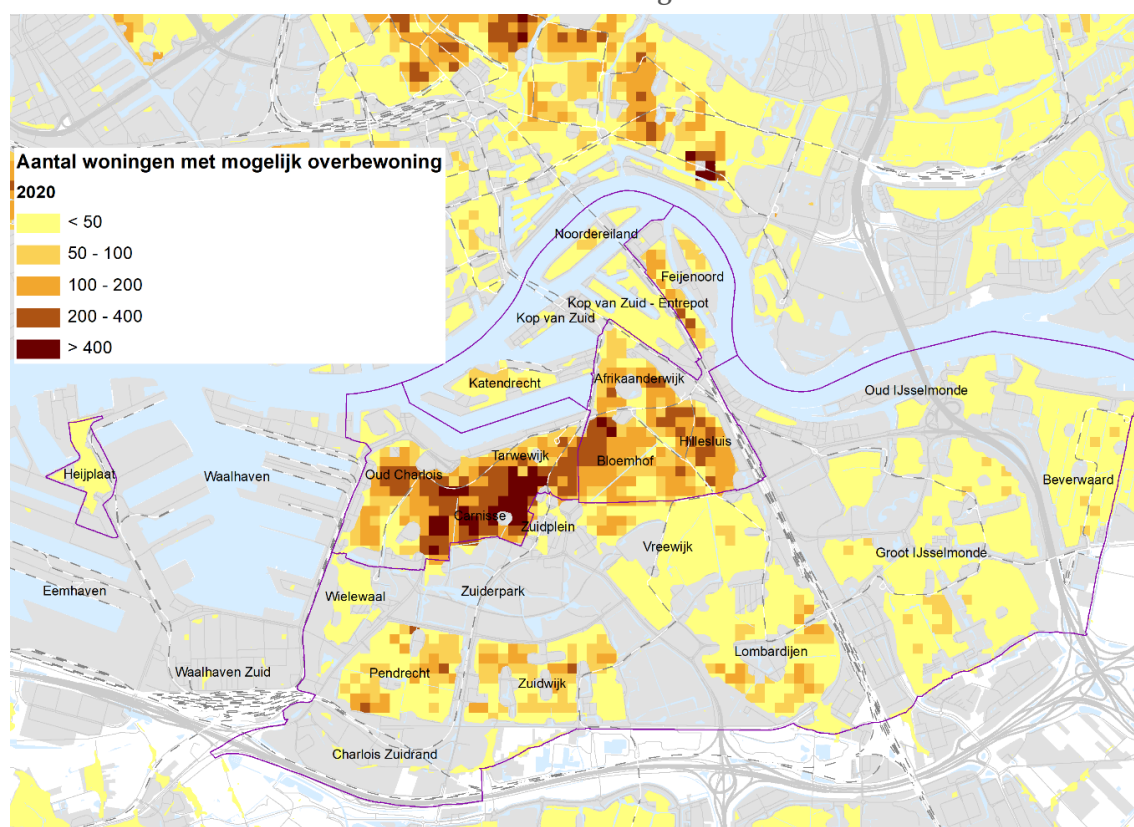 Aantal woningen met mogelijk overbewoning
2020
< 50
50 - 100
100 - 200
200 - 400
> 400
Noordereiland
Feijenoord
Kop van Zuid - Entrepot
Kop van Zuid
Katendrecht
Afrikaanderwijk
Oud IJsselmonde
Hillesluis
Tarwewijk
Bloemhof
Heijplaat
Waalhaven
Oud Charlois
Beverwaard
Carnisse
Zuidplein
Vreewijk
Groot IJsselmonde
Eemhaven
Wielewaal
Zuiderpark
Lombardijen
Waalhaven Zuid
Pendrecht
Zuidwijk
Charlois Zuidrand